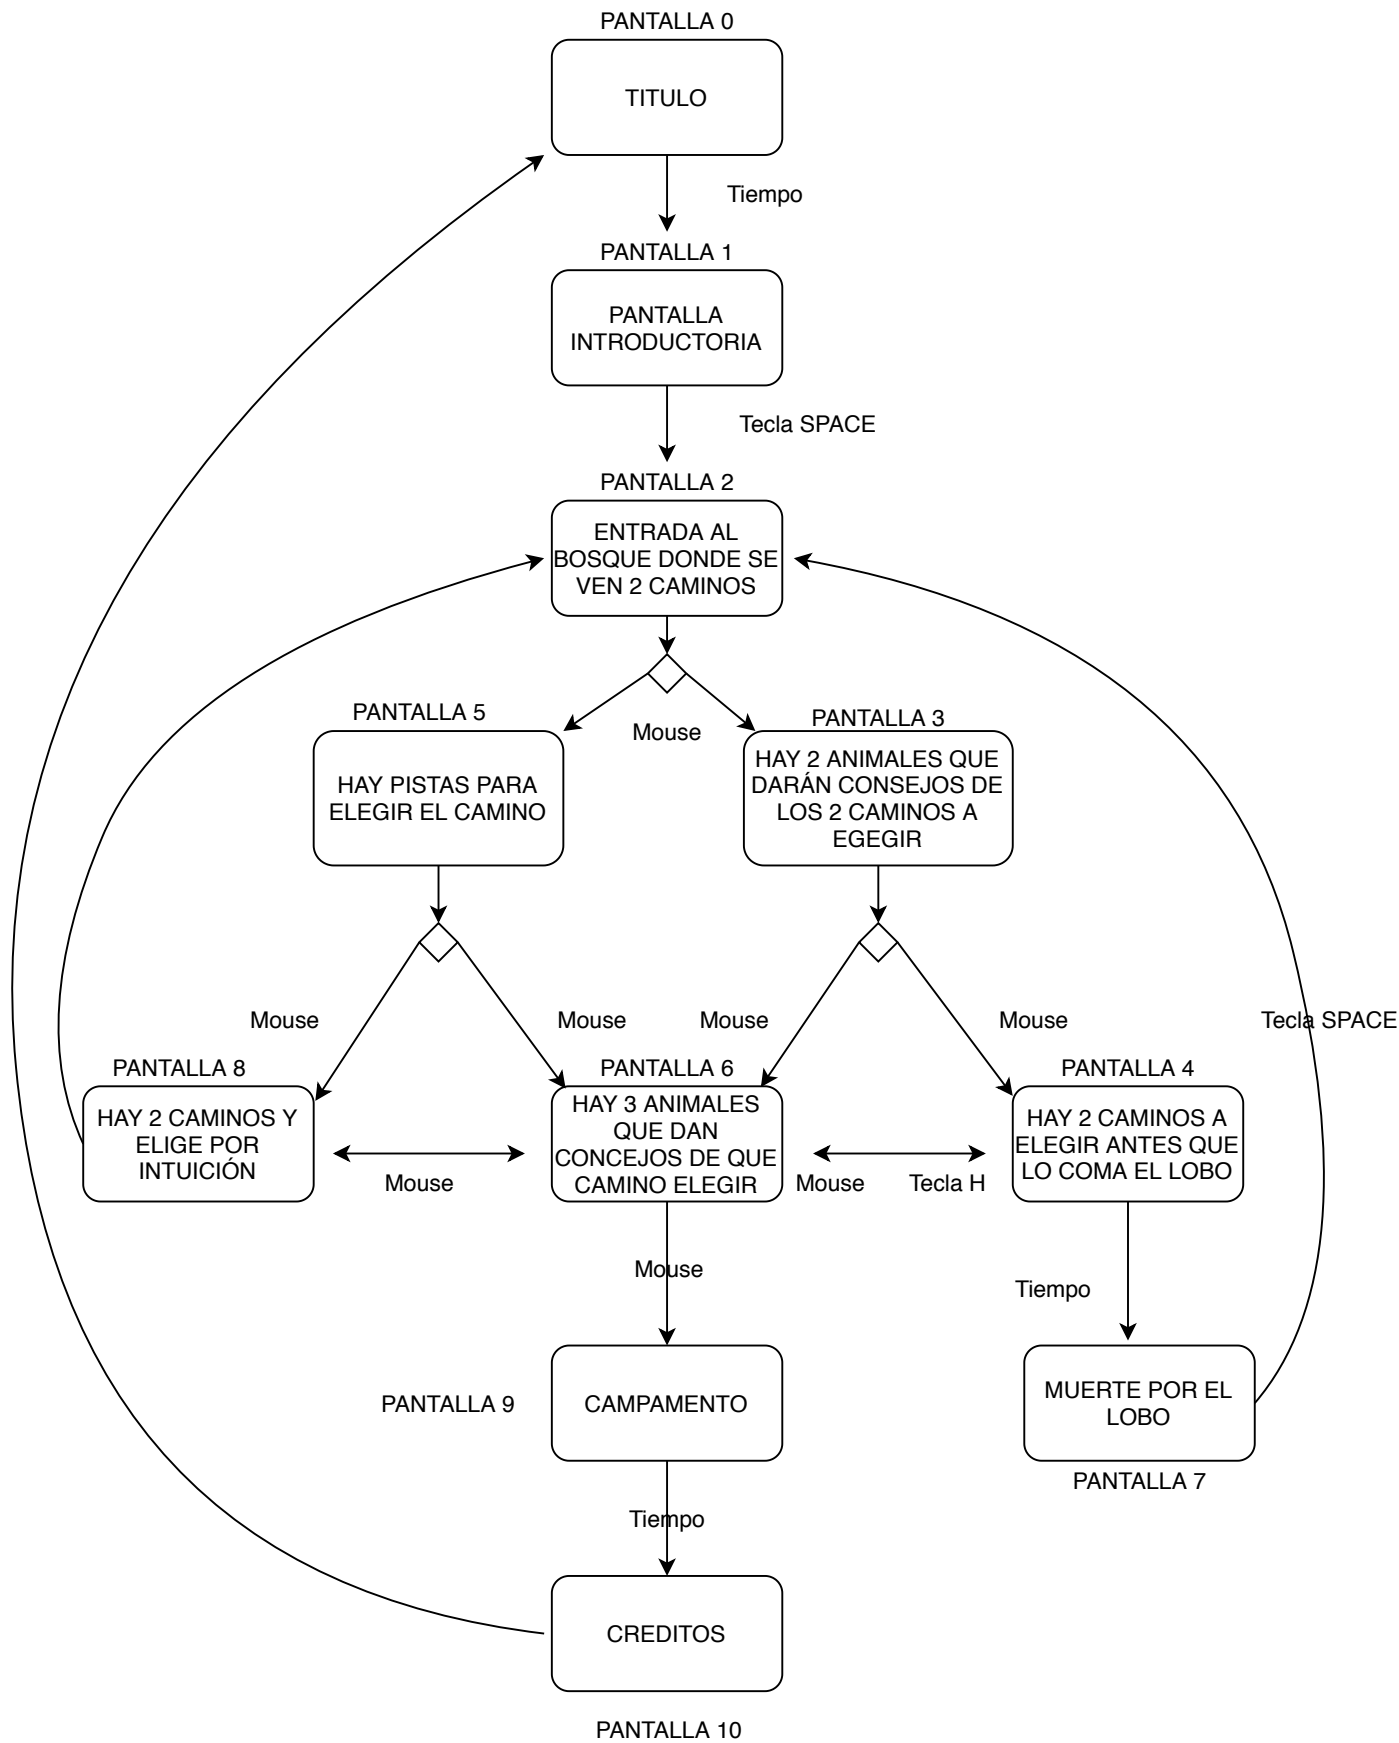 PANTALLA 0
TITULO
Tiempo
PANTALLA 1
PANTALLA
INTRODUCTORIA
Tecla SPACE
PANTALLA 2
ENTRADA AL
BOSQUE DONDE SE
VEN 2 CAMINOS
Mouse
PANTALLA 5
HAY PISTAS PARA
ELEGIR EL CAMINO
PANTALLA 3
HAY 2 ANIMALES QUE
DARÁN CONSEJOS DE
LOS 2 CAMINOS A
EGEGIR
Mouse
Mouse
Mouse
Mouse
Tecla SPACE
PANTALLA 8
HAY 2 CAMINOS Y
ELIGE POR
INTUICIÓN
Mouse
PANTALLA 6
HAY 3 ANIMALES
QUE DAN
CONCEJOS DE QUE
CAMINO ELEGIR
Mouse
Tecla H
PANTALLA 4
HAY 2 CAMINOS A
ELEGIR ANTES QUE
LO COMA EL LOBO
Mouse
Tiempo
PANTALLA 9
CAMPAMENTO
MUERTE POR EL
LOBO
PANTALLA 7
Tiempo
CREDITOS
PANTALLA 10